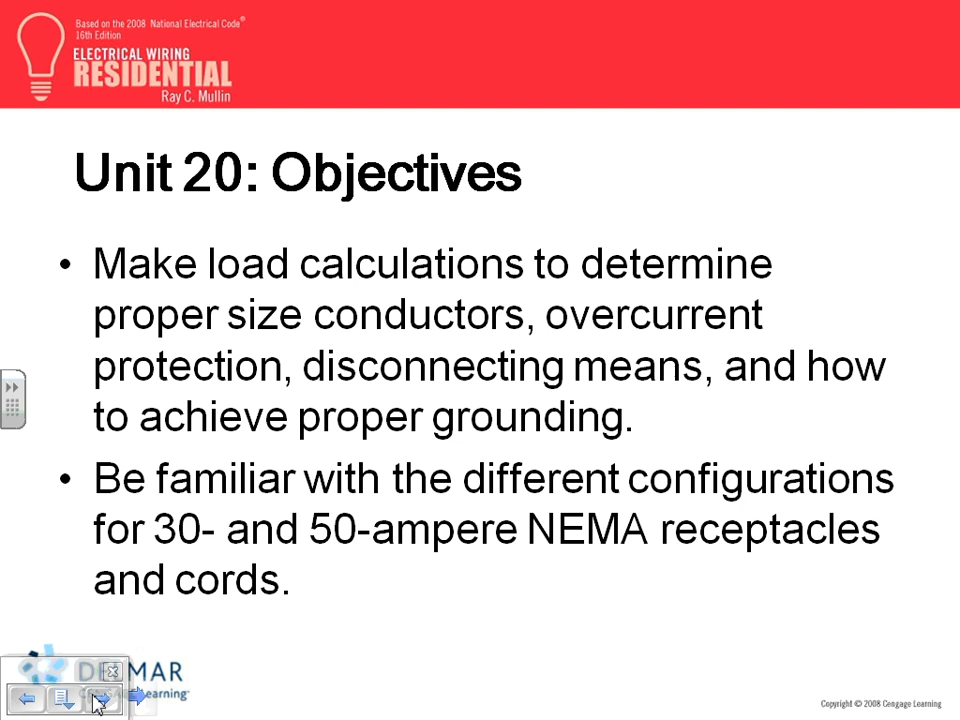 Based on the 2008 National Electrical Code®
16th Edition
ELECTRICAL WIRING
RESIDENTIAL
Ray C. Mullin
Unit 20: Objectives
• Make load calculations to determine
proper size conductors, overcurrent
protection, disconnecting means, and how
to achieve proper grounding.
• Be familiar with the different configurations
for 30- and 50-ampere NEMA receptacles
and cords.
Learning
Copyright © 2008 Cengage Learning